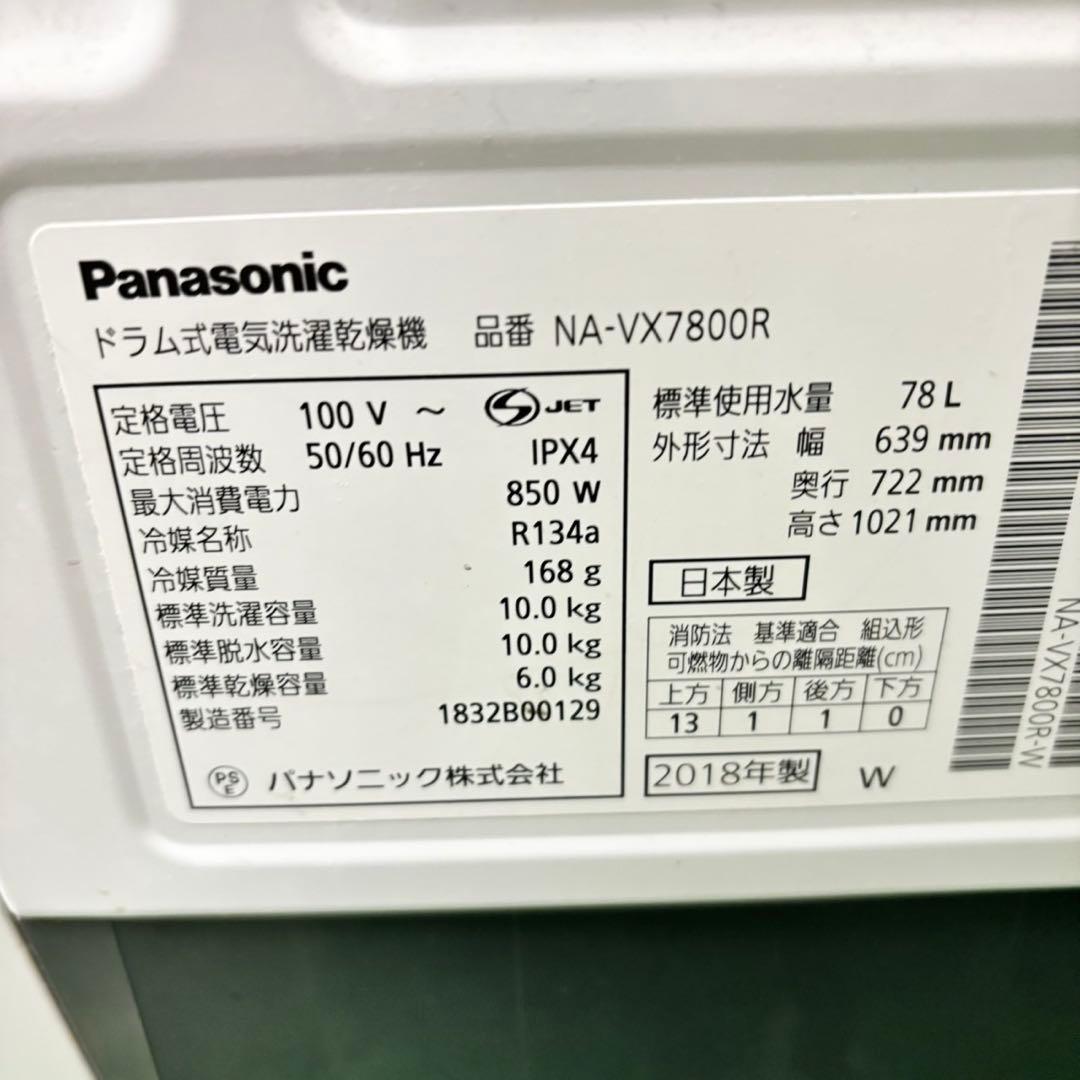 Panasonic
ドラム式電気洗濯乾燥機 品番 NA-VX7800R
定格電圧 100 V ～ S JET
定格周波数 50/60 Hz IPX4
最大消費電力 850 W
冷媒名称 R134a
冷媒質量 168 g
標準洗濯容量 10.0 kg
標準脱水容量 10.0 kg
標準乾燥容量 6.0 kg
製造番号 1832B00129
PSE パナソニック株式会社
標準使用水量 78 L
外形寸法 幅 639 mm
奥行 722 mm
高さ 1021 mm
日本製
消防法 基準適合 組込形
可燃物からの離隔距離(cm)
上方 側方 後方 下方
13 1 1 0
2018年製 W
NA-VX7800R-W